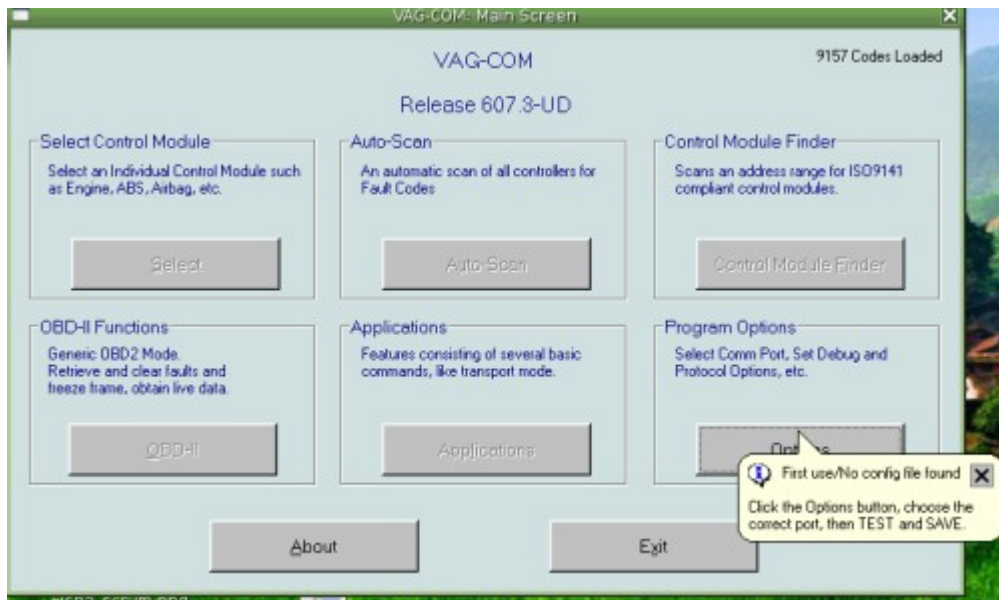 VAG-COM: Main Screen
VAG-COM
9157 Codes Loaded
Release 607.3-UD
Select Control Module
Select an Individual Control Module such
as Engine, ABS, Airbag, etc.
Select
Auto-Scan
An automatic scan of all controllers for
Fault Codes
Auto-Scan
Control Module Finder
Scans an address range for ISO9141
compliant control modules.
Control Module Finder
OBD-II Functions
Generic OBD2 Mode.
Retrieve and clear faults and
freeze frame, obtain live data.
OBD-II
Applications
Features consisting of several basic
commands, like transport mode.
Applications
Program Options
Select Comm Port, Set Debug and
Protocol Options, etc.
First use/No config file found
Click the Options button, choose the
correct port, then TEST and SAVE.
About
Exit